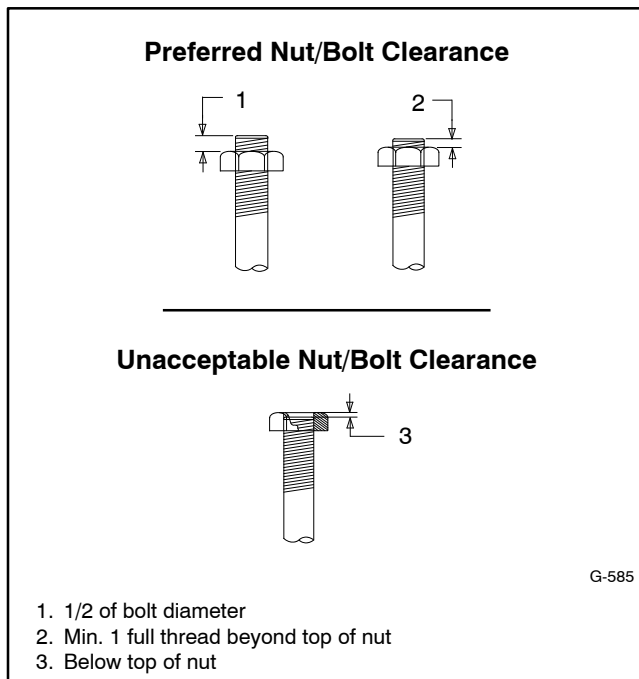 Preferred Nut/Bolt Clearance
1
2
Unacceptable Nut/Bolt Clearance
3
G-585
1. 1/2 of bolt diameter
2. Min. 1 full thread beyond top of nut
3. Below top of nut